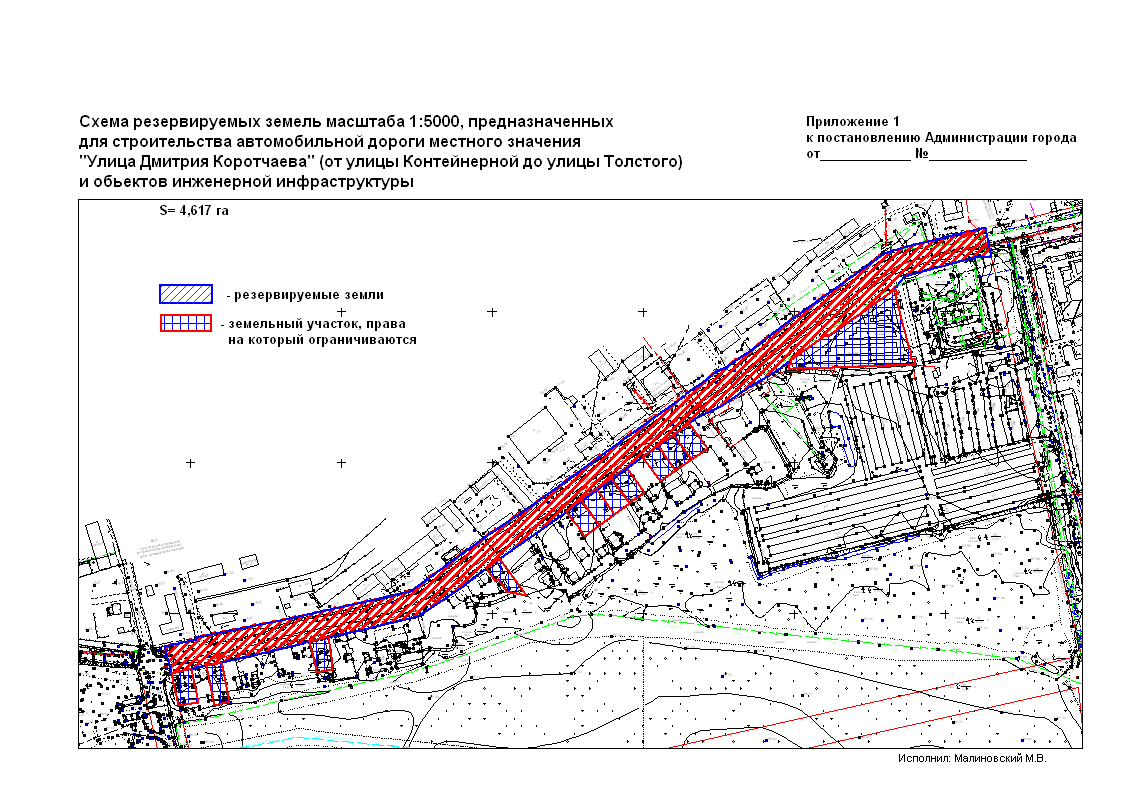 Схема резервируемых земель масштаба 1:5000, предназначенных
для строительства автомобильной дороги местного значения
"Улица Дмитрия Коротчаева" (от улицы Контейнерной до улицы Толстого)
и обьектов инженерной инфраструктуры
Приложение 1
к постановлению Администрации города
от____________ №_____________
S= 4,617 га
- резервируемые земли
- земельный участок, права
на который ограничиваются
Исполнил: Малиновский М.В.